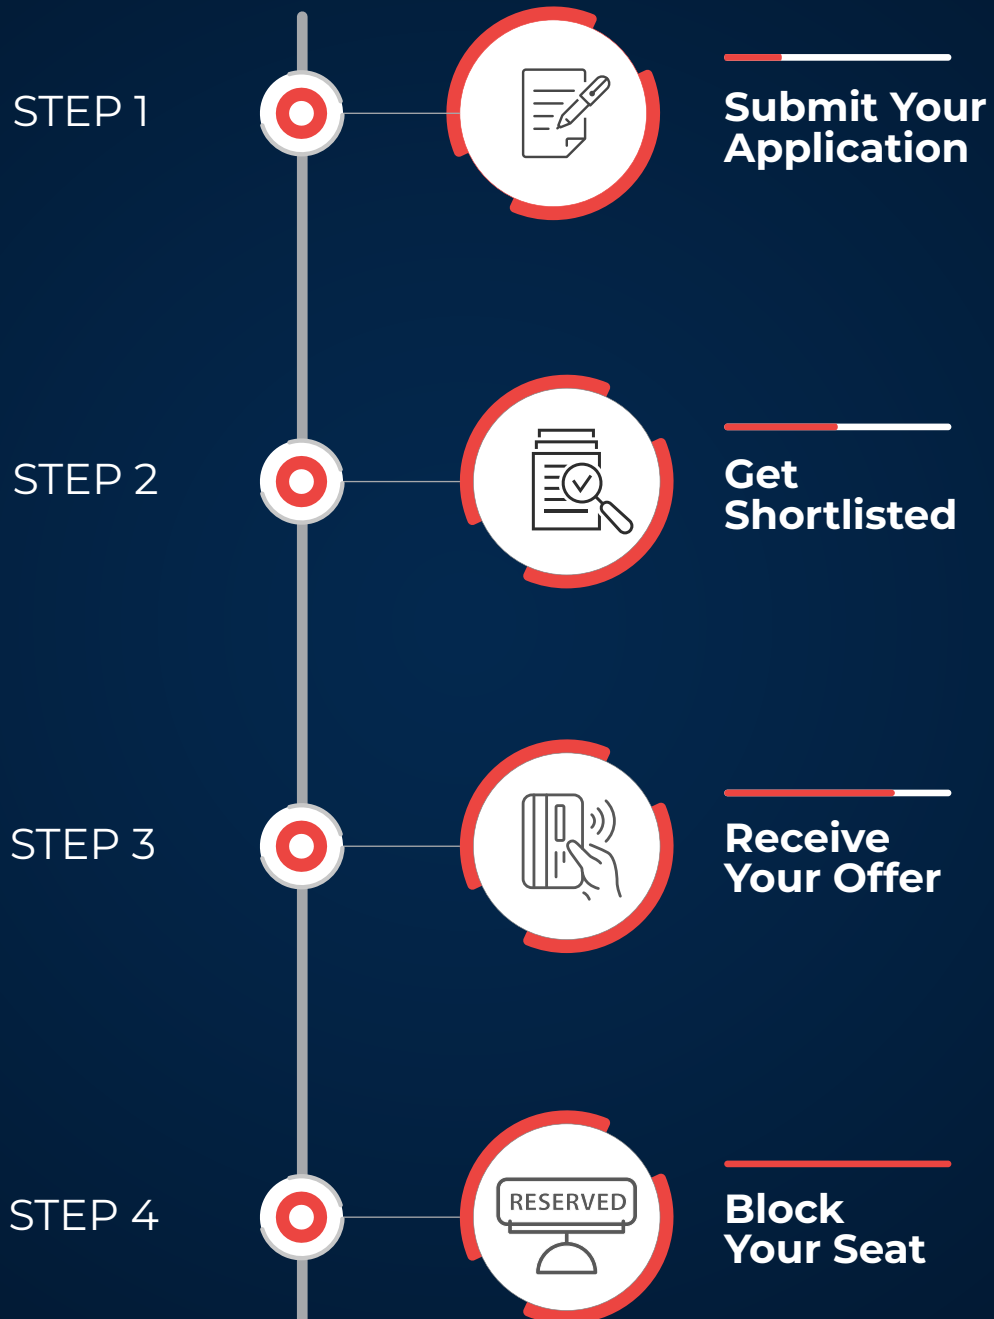 STEP 1
Submit Your
Application
STEP 2
Get
Shortlisted
STEP 3
Receive
Your Offer
STEP 4
RESERVED
Block
Your Seat